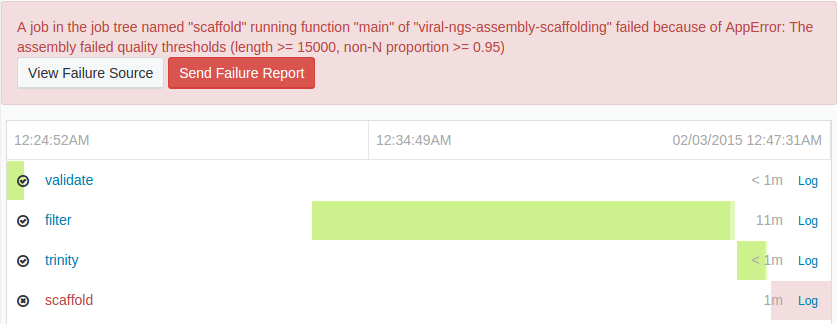 A job in the job tree named "scaffold" running function "main" of "viral-ngs-assembly-scaffolding" failed because of AppError: The
assembly failed quality thresholds (length >= 15000, non-N proportion >= 0.95)
View Failure Source Send Failure Report
12:24:52AM 12:34:49AM 02/03/2015 12:47:31AM
validate < 1m Log
filter 11m Log
trinity < 1m Log
scaffold 1m Log